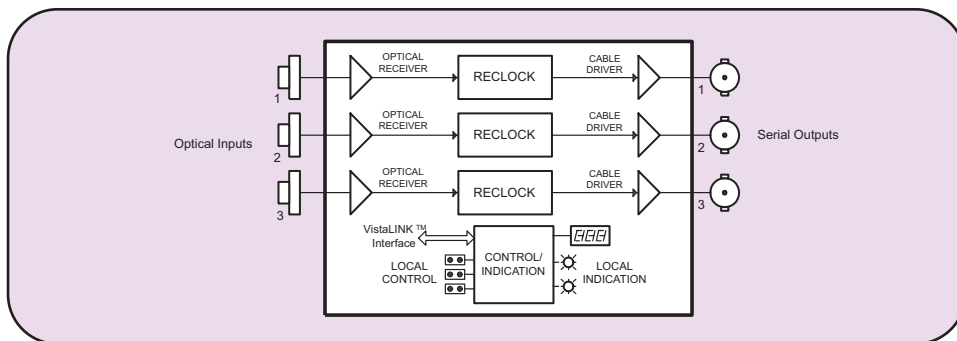 OPTICAL
RECEIVER
RECLOCK
CABLE
DRIVER
1
1
OPTICAL
RECEIVER
RECLOCK
CABLE
DRIVER
Optical Inputs
2
2
Serial Outputs
OPTICAL
RECEIVER
RECLOCK
CABLE
DRIVER
3
3
VistaLINK ™
Interface
LOCAL
CONTROL
CONTROL/
INDICATION
LOCAL
INDICATION